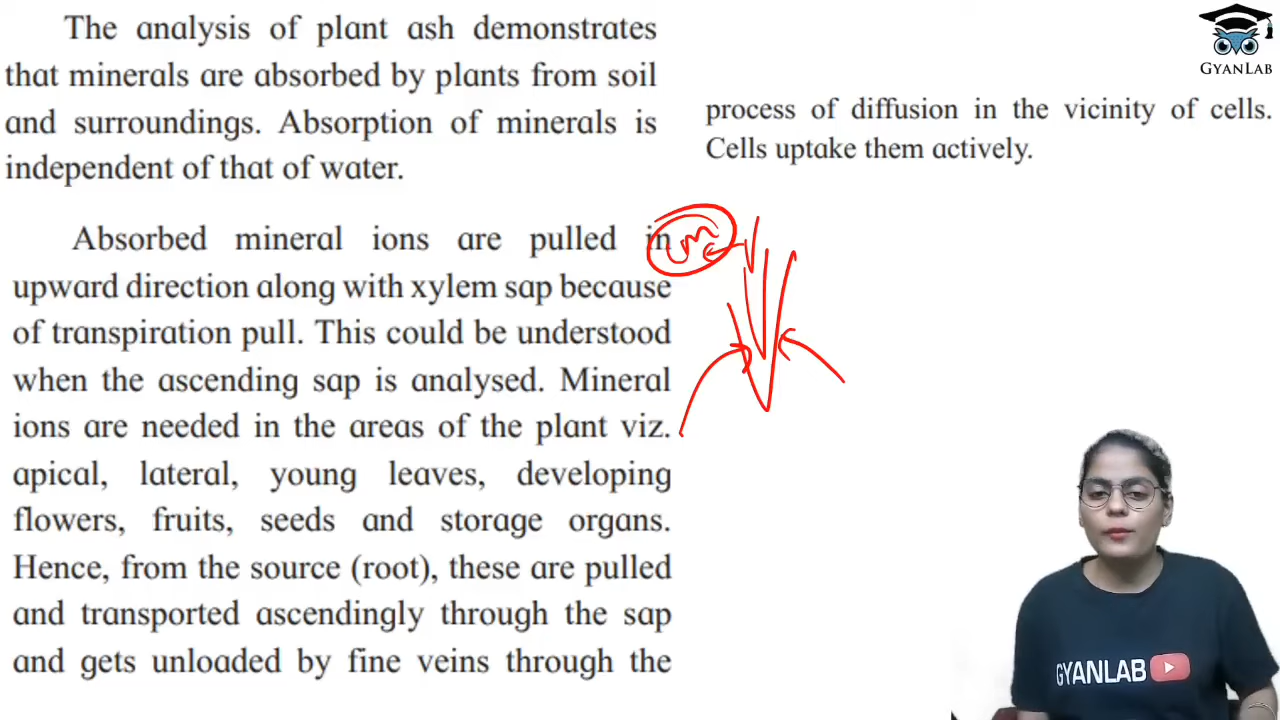 The analysis of plant ash demonstrates
that minerals are absorbed by plants from soil
and surroundings. Absorption of minerals is
independent of that of water.
Absorbed mineral ions are pulled in
upward direction along with xylem sap because
of transpiration pull. This could be understood
when the ascending sap is analysed. Mineral
ions are needed in the areas of the plant viz.
apical, lateral, young leaves, developing
flowers, fruits, seeds and storage organs.
Hence, from the source (root), these are pulled
and transported ascendingly through the sap
and gets unloaded by fine veins through the
process of diffusion in the vicinity of cells.
Cells uptake them actively.
GYANLAB
GYANLAB